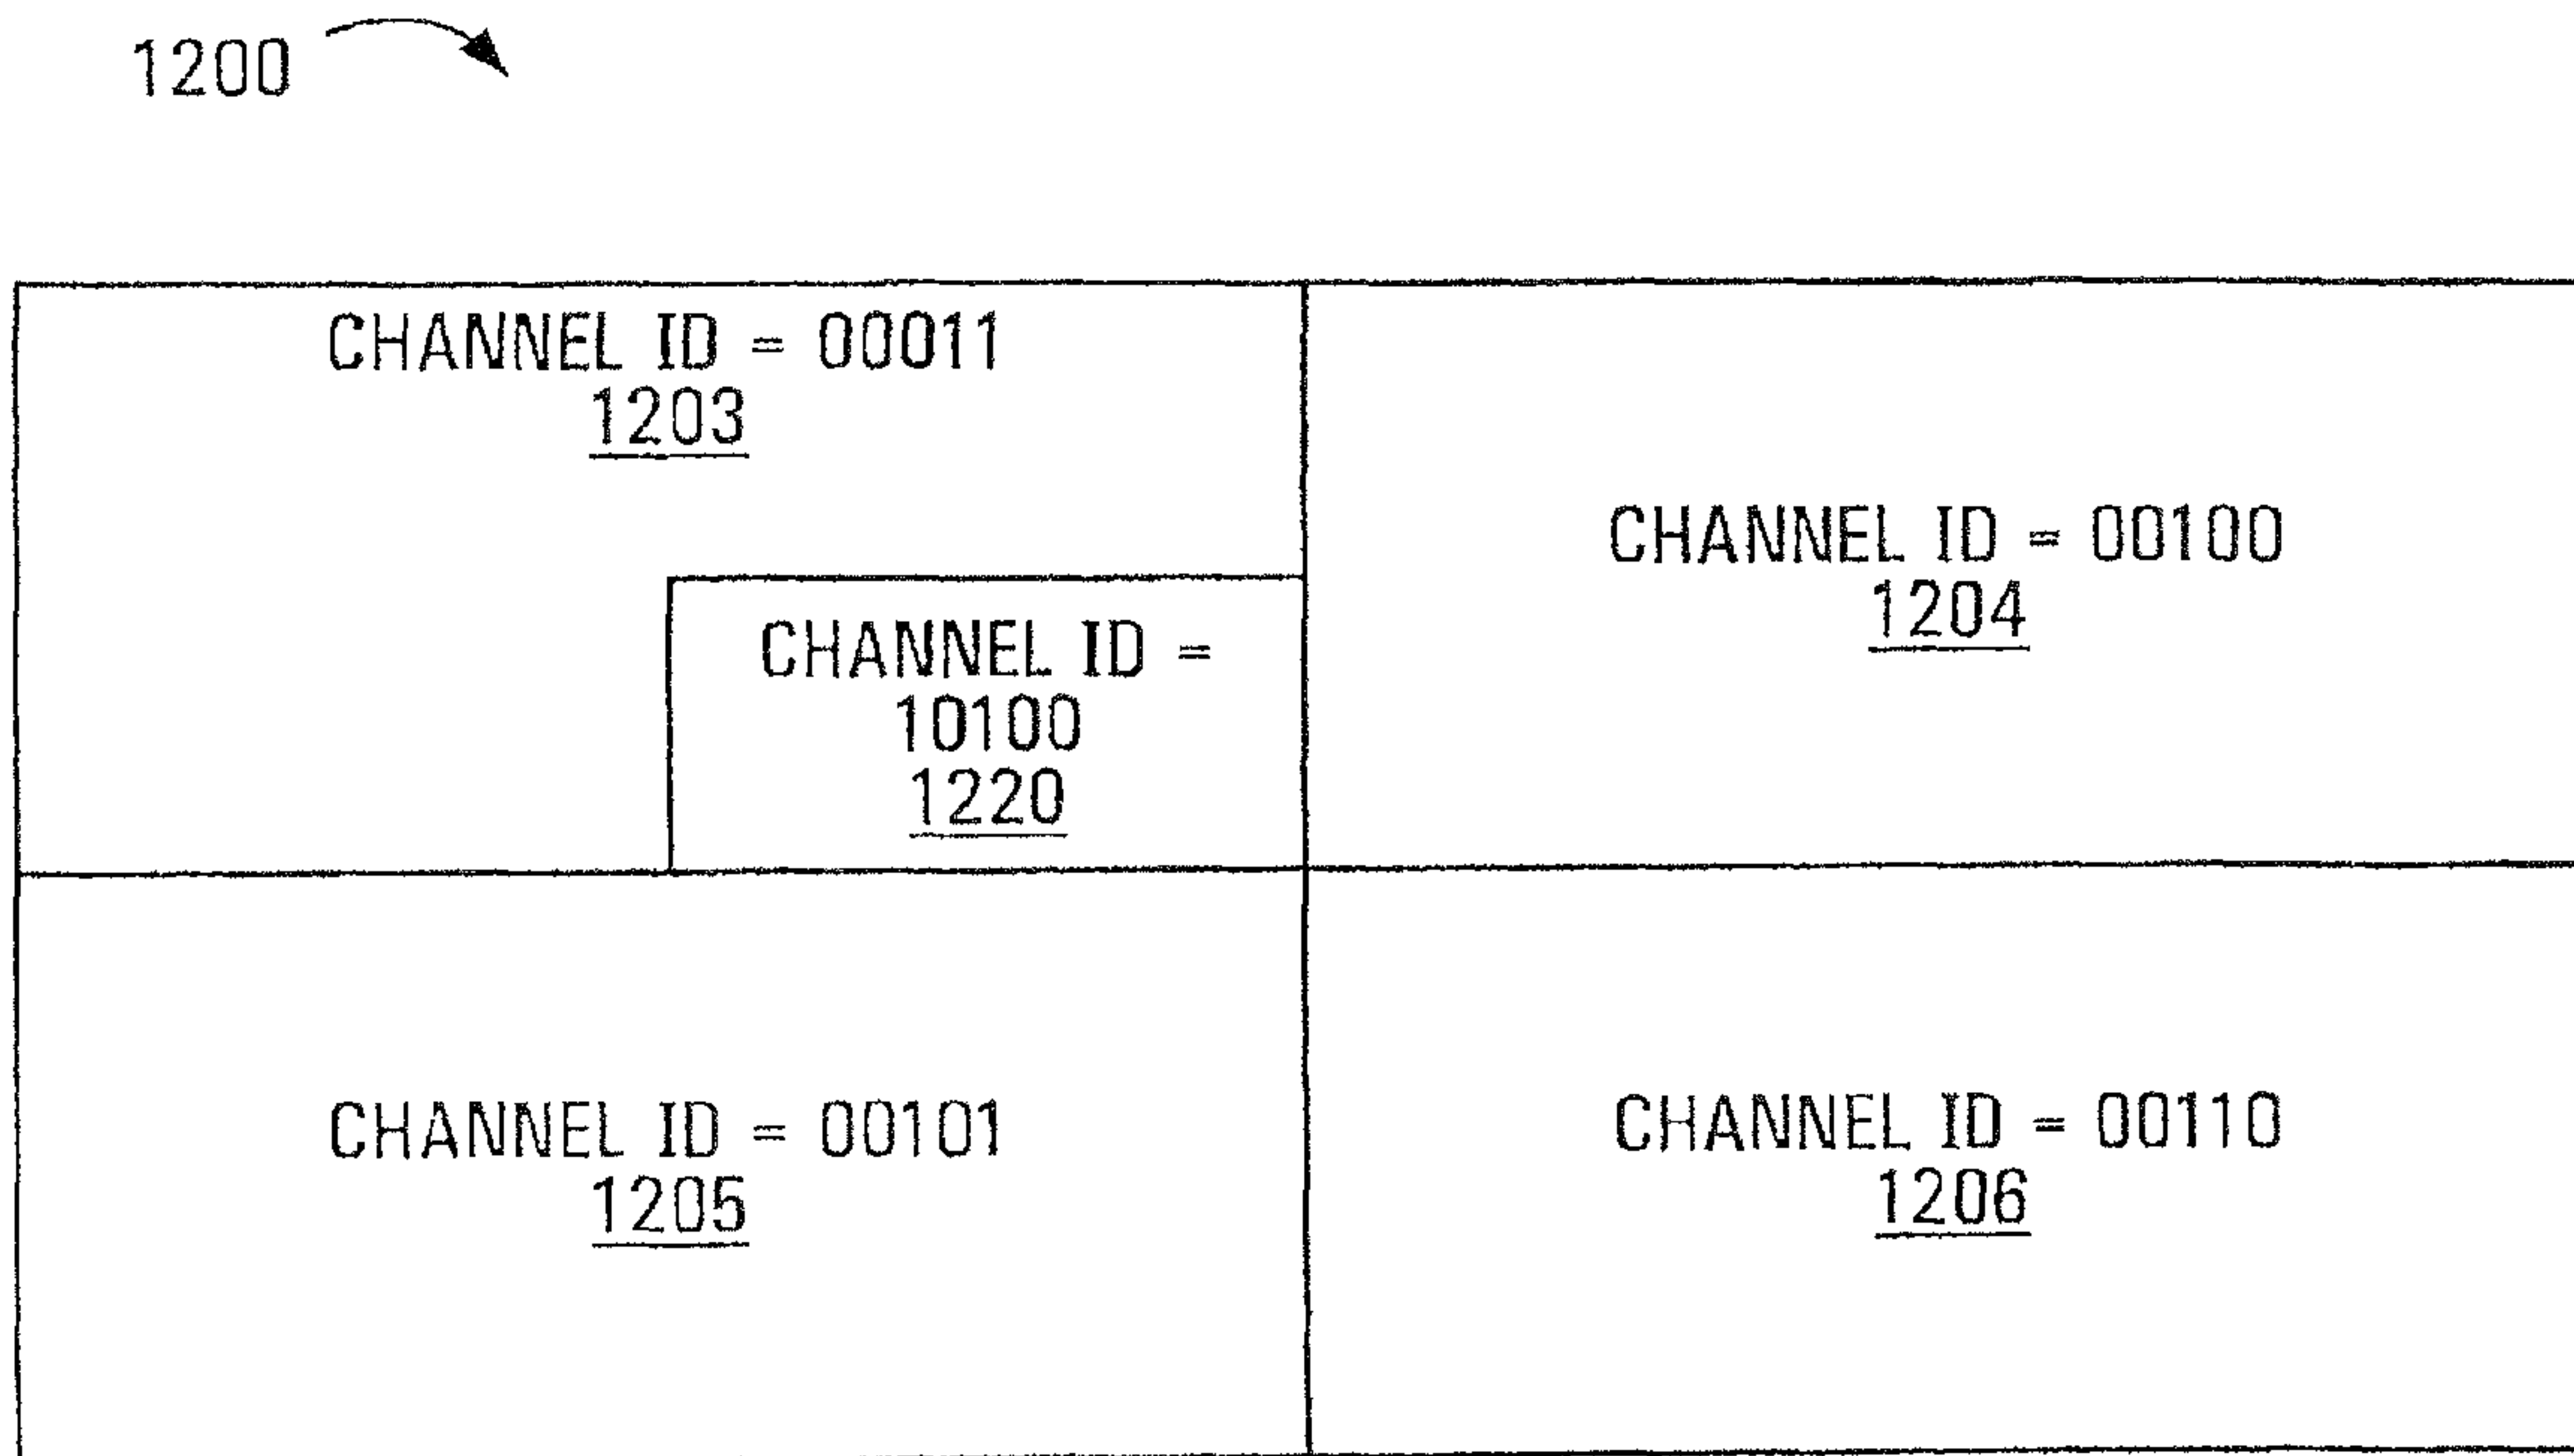 1200
CHANNEL ID = 00011
1203
CHANNEL ID = 00100
1204
CHANNEL ID =
10100
1220
CHANNEL ID = 00101
1205
CHANNEL ID = 00110
1206